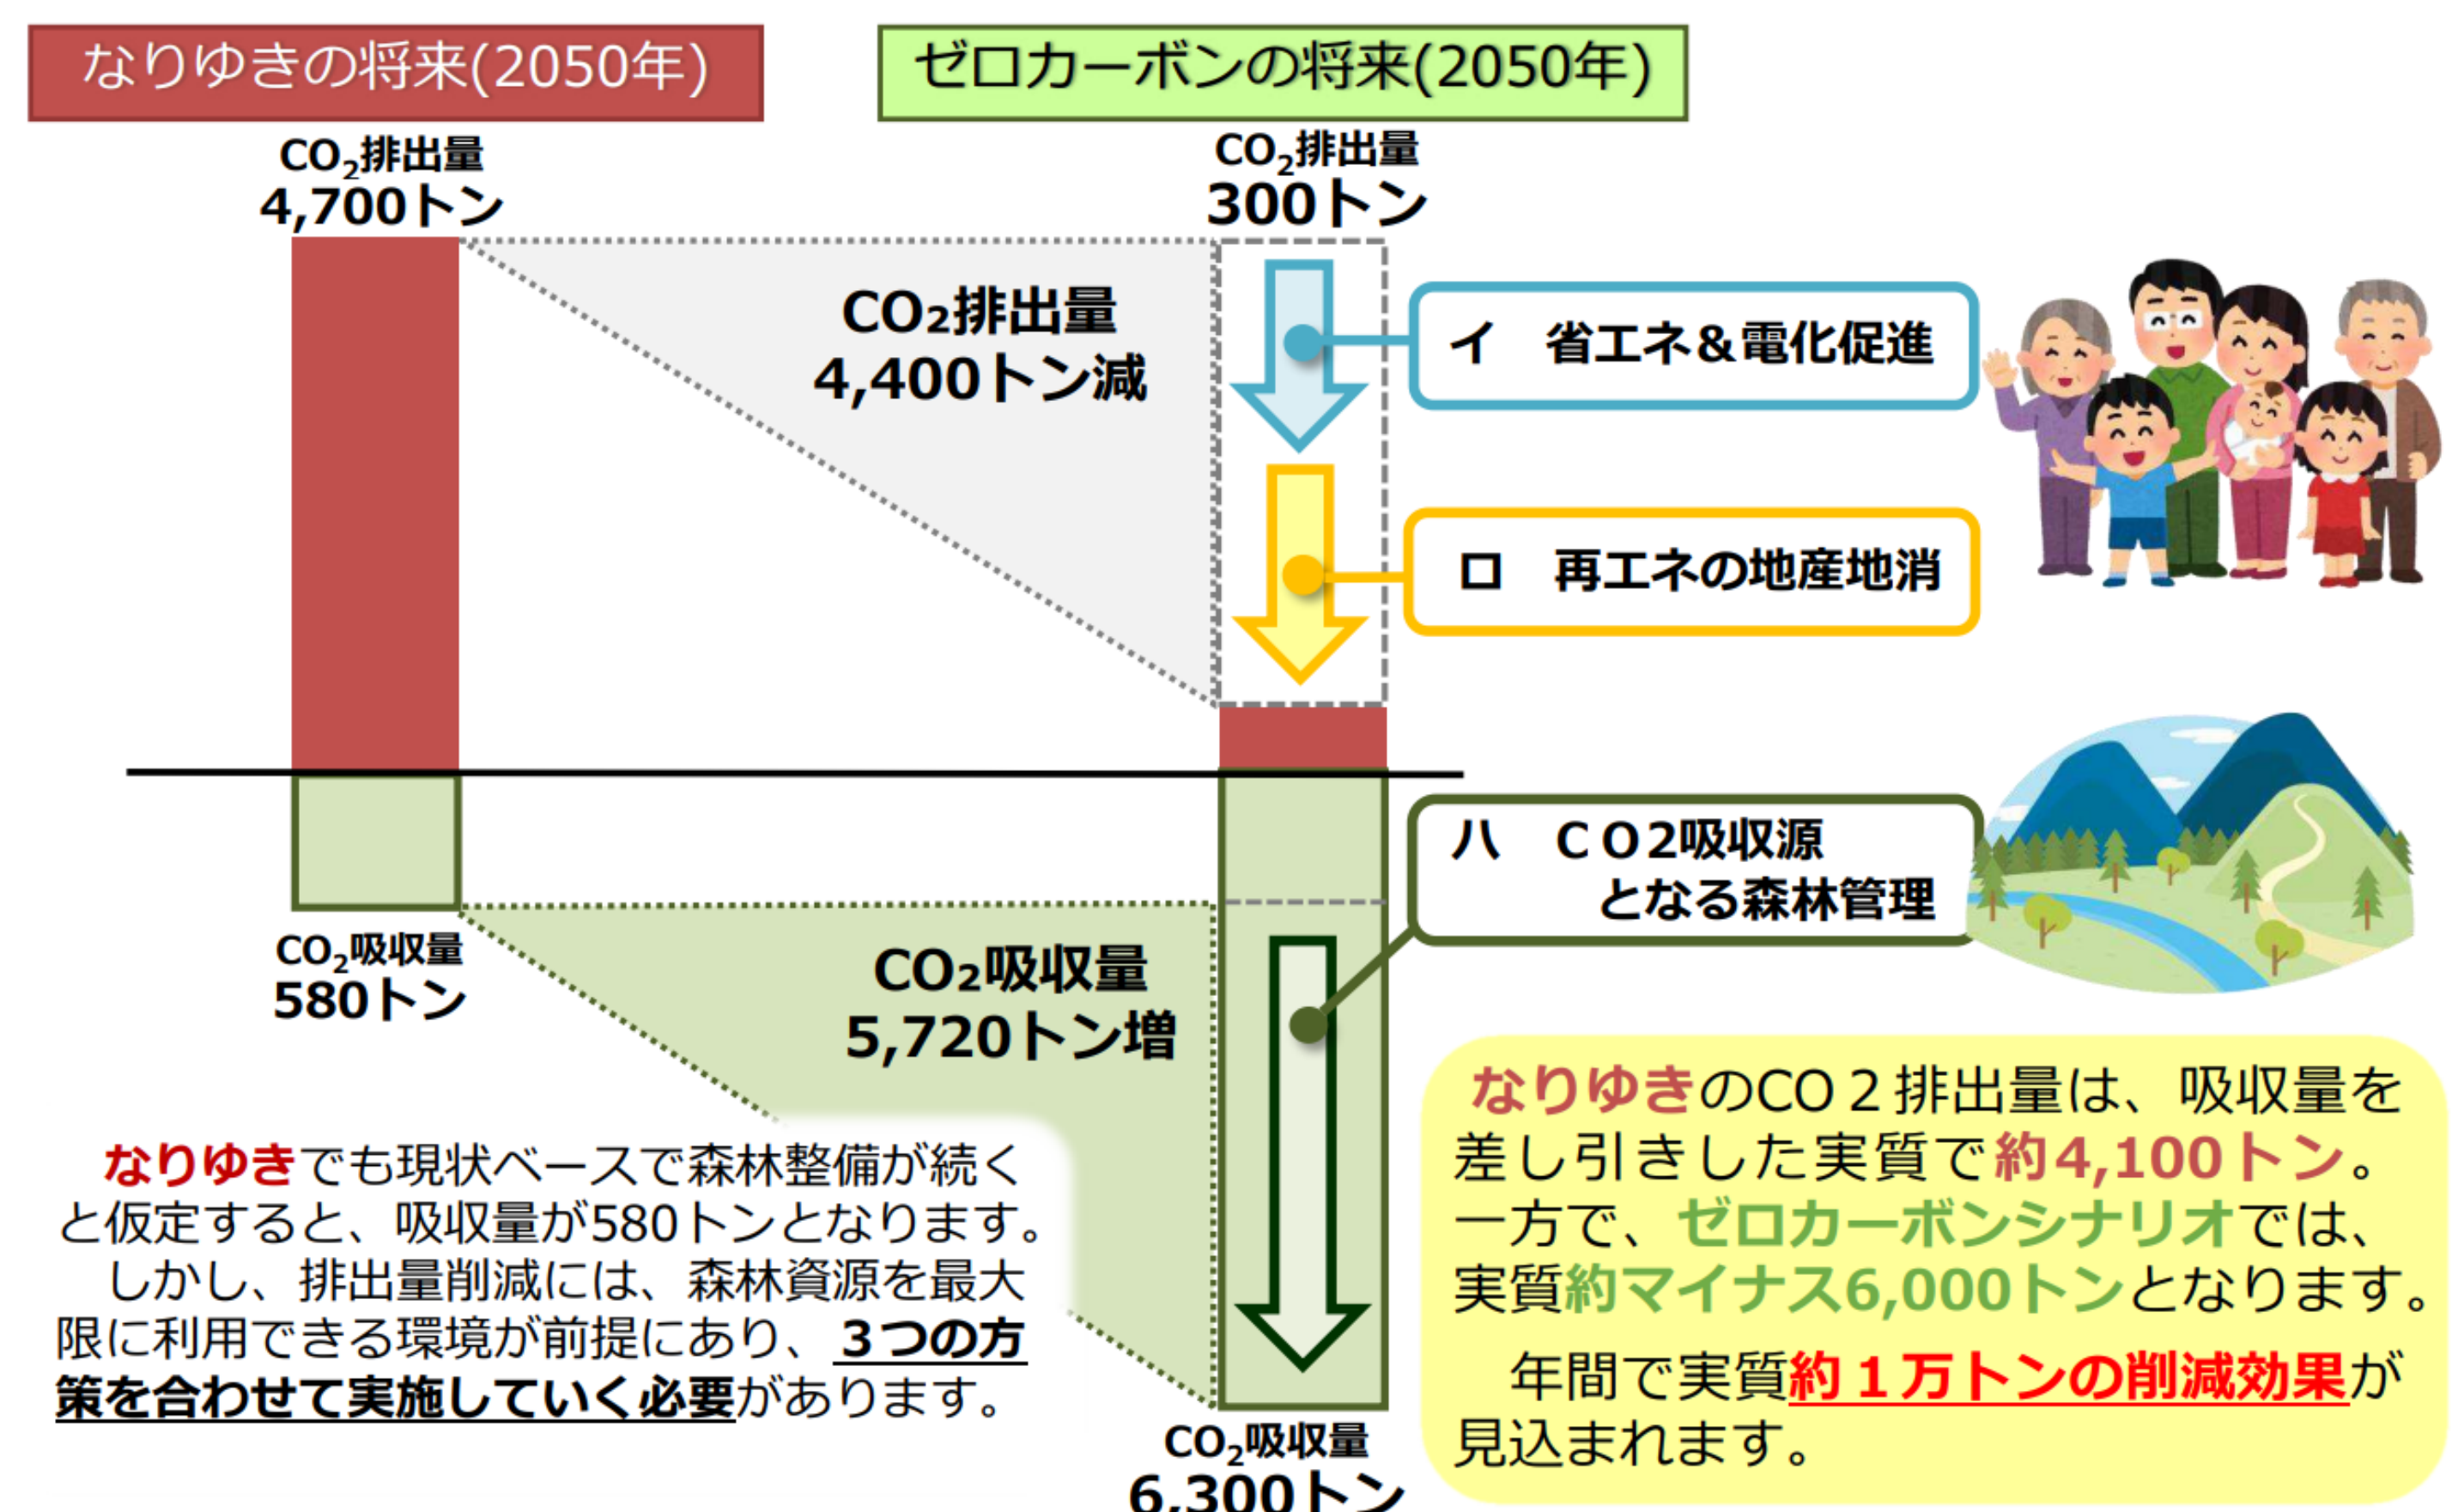 なりゆきの将来(2050年)
ゼロカーボンの将来(2050年)
CO₂排出量
4,700トン
CO₂排出量
300トン
CO₂排出量
4,400トン減
イ　省エネ＆電化促進
ロ　再エネの地産地消
ハ　ＣＯ2吸収源
となる森林管理
CO₂吸収量
580トン
CO₂吸収量
5,720トン増
なりゆきでも現状ベースで森林整備が続く
と仮定すると、吸収量が580トンとなります。
しかし、排出量削減には、森林資源を最大
限に利用できる環境が前提にあり、３つの方
策を合わせて実施していく必要があります。
CO₂吸収量
6,300トン
なりゆきのCO２排出量は、吸収量を
差し引きした実質で約4,100トン。
一方で、ゼロカーボンシナリオでは、
実質約マイナス6,000トンとなります。
年間で実質約１万トンの削減効果が
見込まれます。